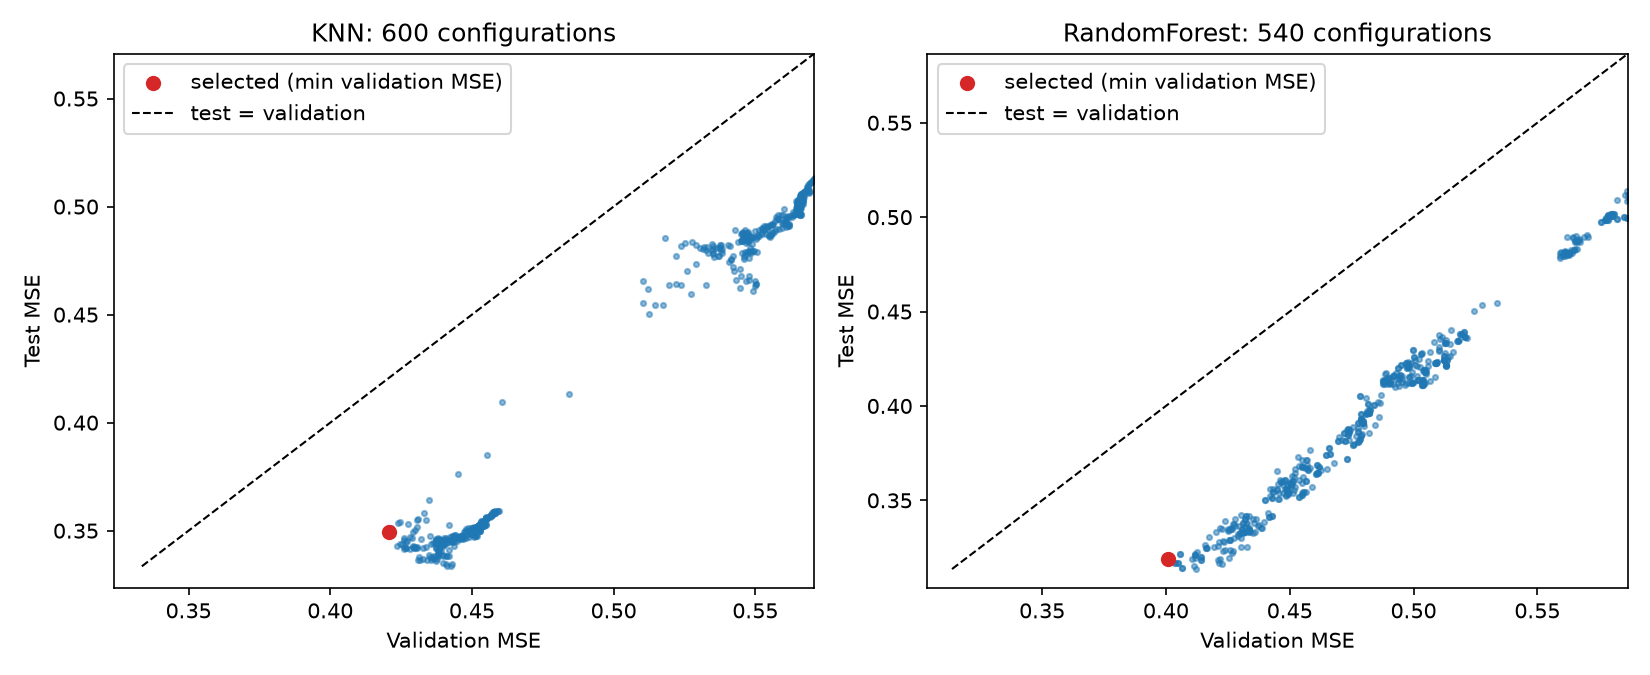 KNN: 600 configurations
selected (min validation MSE)
test = validation
0.55
0.50
0.45
0.40
0.35
Test MSE
0.35
0.40
0.45
0.50
0.55
Validation MSE
RandomForest: 540 configurations
selected (min validation MSE)
test = validation
0.55
0.50
0.45
0.40
0.35
Test MSE
0.35
0.40
0.45
0.50
0.55
Validation MSE